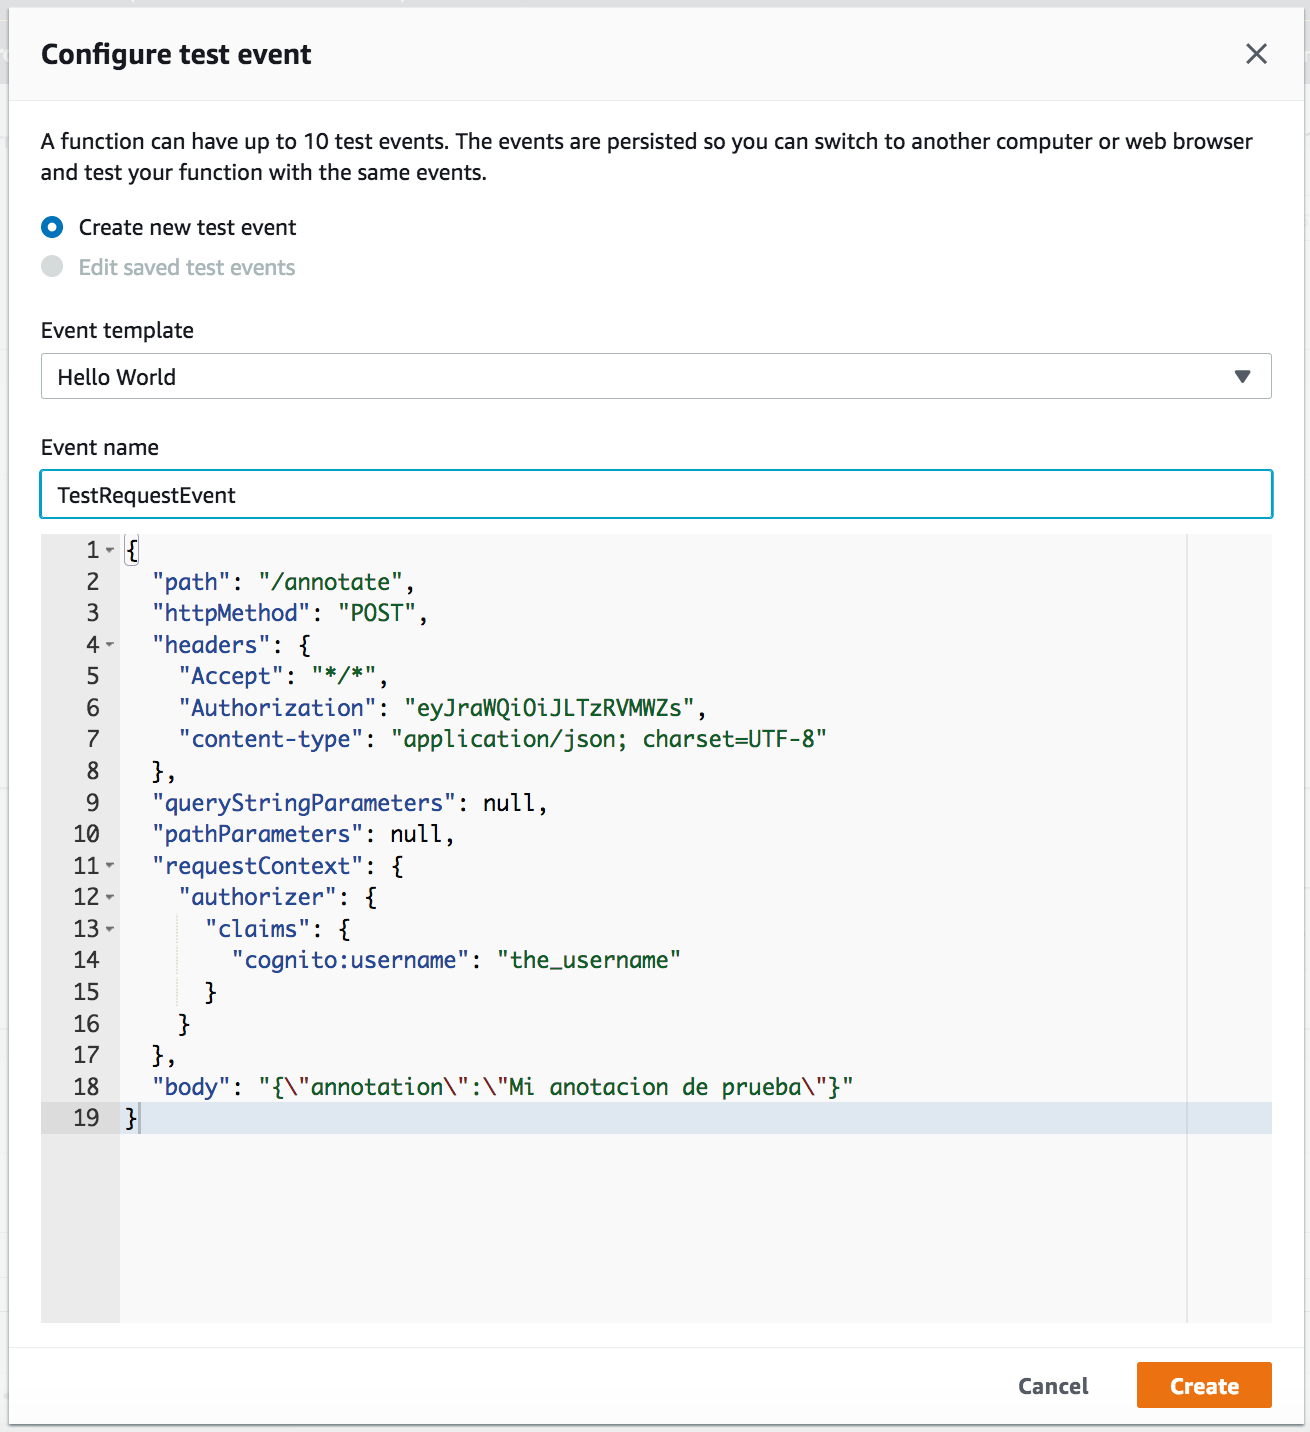 Configure test event
A function can have up to 10 test events. The events are persisted so you can switch to another computer or web browser
and test your function with the same events.
Create new test event
Edit saved test events
Event template
Hello World
Event name
TestRequestEvent
1 {
2 "path": "/annotate",
3 "httpMethod": "POST",
4 "headers": {
5 "Accept": "*/*",
6 "Authorization": "eyJraWQiOiJLTzRVMWZs",
7 "content-type": "application/json; charset=UTF-8"
8 },
9 "queryStringParameters": null,
10 "pathParameters": null,
11 "requestContext": {
12 "authorizer": {
13 "claims": {
14 "cognito:username": "the_username"
15 }
16 }
17 },
18 "body": "{\"annotation\":\"Mi anotacion de prueba\"}"
19 }
Cancel Create